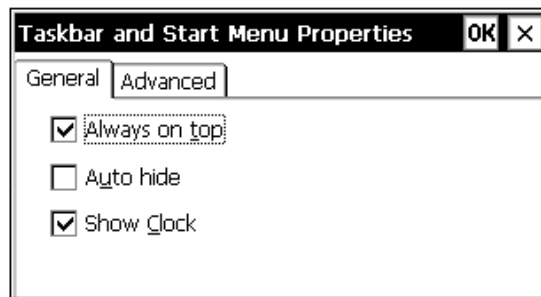 Taskbar and Start Menu Properties OK ×
General Advanced
Always on top
Auto hide
Show Clock